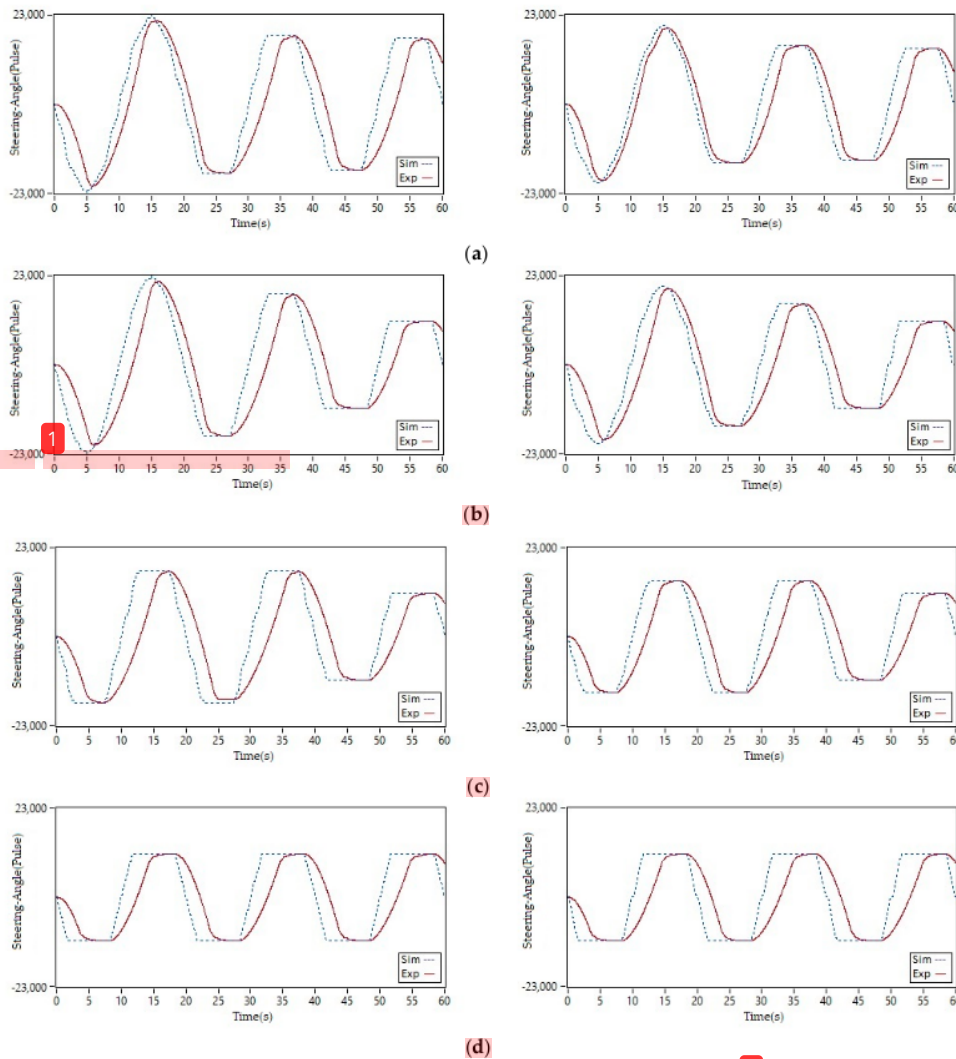 23,000 23,000
Steering-Angle(Pulse) Steering-Angle(Pulse)
Sim Sim
Exp Exp
-23,000 -23,000
0 5 10 15 20 25 30 35 40 45 50 55 60 0 5 10 15 20 25 30 35 40 45 50 55 60
Time(s) Time(s)
(a)
23,000 23,000
Steering-Angle(Pulse) Steering-Angle(Pulse)
Sim Sim
Exp Exp
1
-23,000 -23,000
0 5 10 15 20 25 30 35 40 45 50 55 60 0 5 10 15 20 25 30 35 40 45 50 55 60
Time(s) Time(s)
(b)
23,000 23,000
Steering-Angle(Pulse) Steering-Angle(Pulse)
Sim Sim
Exp Exp
-23,000 -23,000
0 5 10 15 20 25 30 35 40 45 50 55 60 0 5 10 15 20 25 30 35 40 45 50 55 60
Time(s) Time(s)
(c)
23,000 23,000
Steering-Angle(Pulse) Steering-Angle(Pulse)
Sim Sim
Exp Exp
-23,000 -23,000
0 5 10 15 20 25 30 35 40 45 50 55 60 0 5 10 15 20 25 30 35 40 45 50 55 60
Time(s) Time(s)
(d)